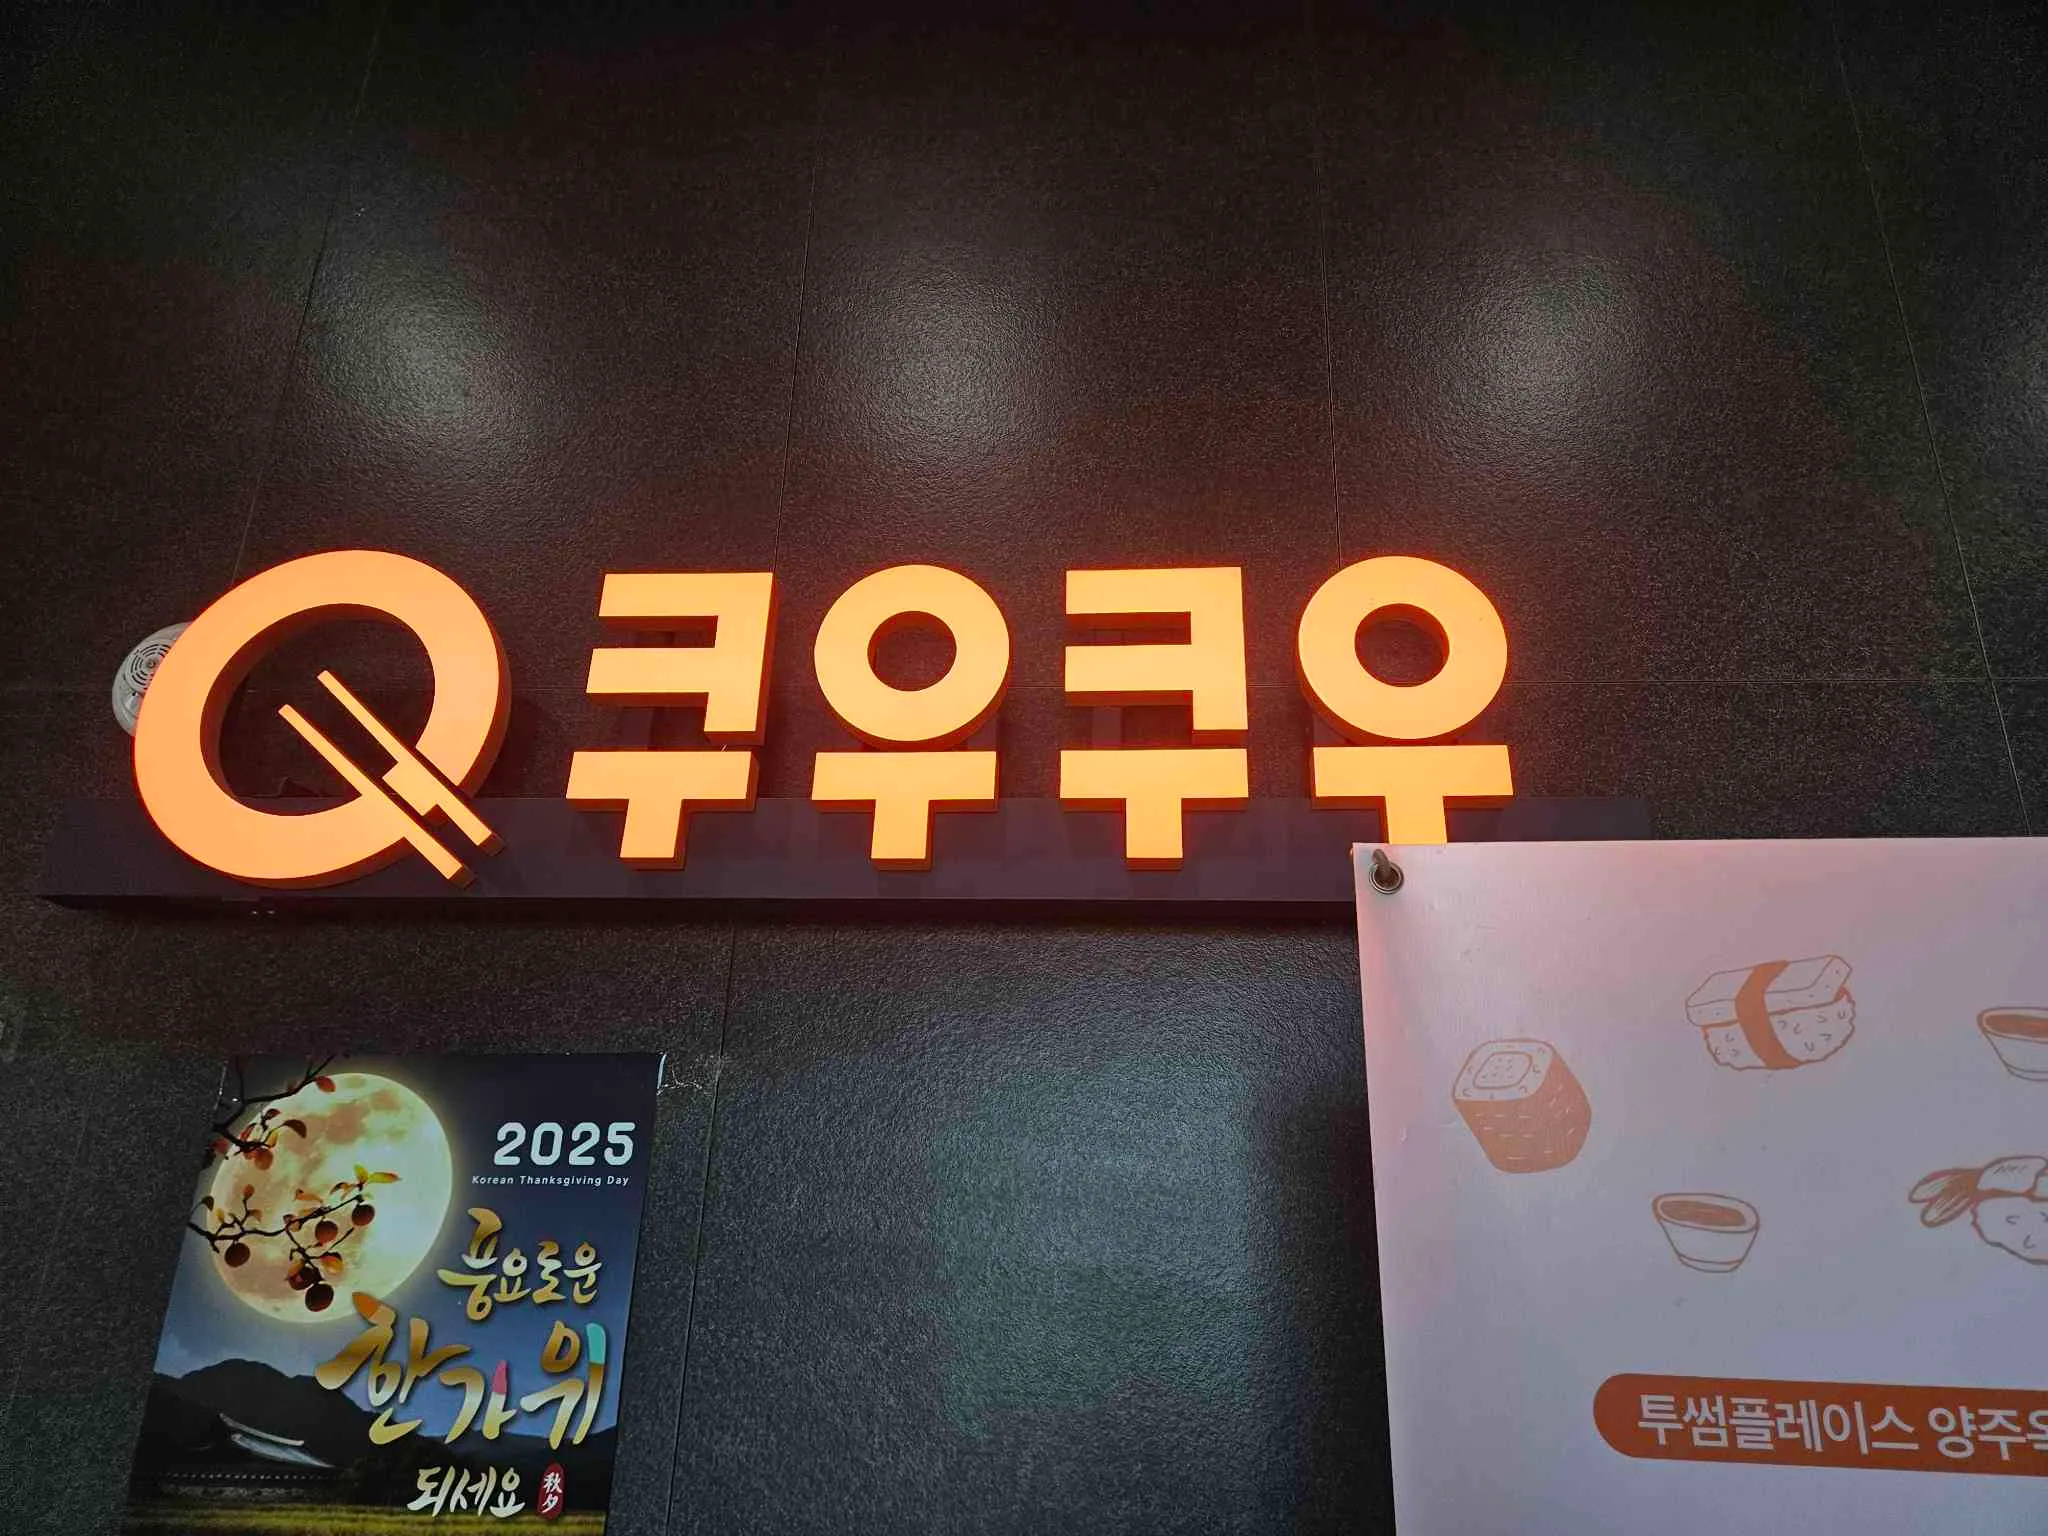 Q쿠우쿠우
2025
Korean Thanksgiving Day
풍요로운
한가위
되세요
秋夕
투썸플레이스 양주